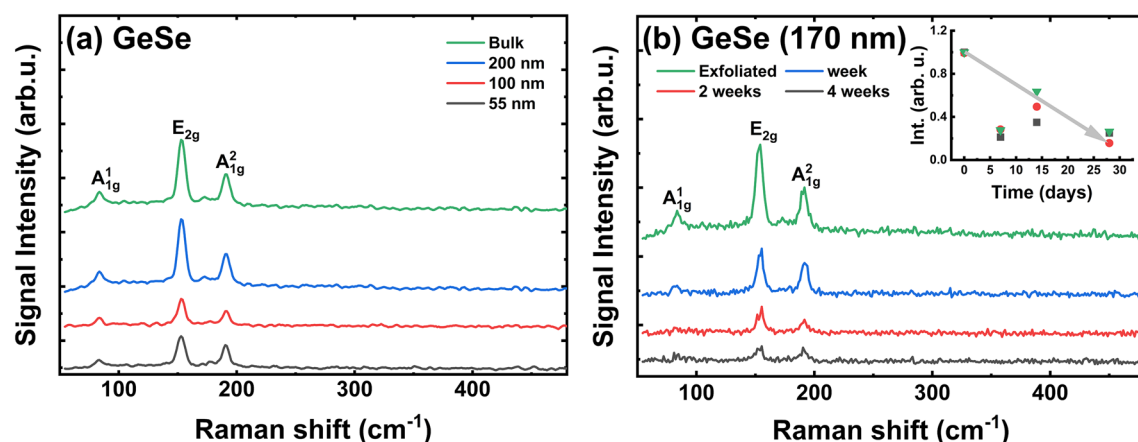 (a) GeSe
Bulk
200 nm
100 nm
55 nm
A¹₁g
E₂g
A²₁g
Signal Intensity (arb.u.)
100 200 300 400
Raman shift (cm⁻¹)
(b) GeSe (170 nm)
Exfoliated week
2 weeks 4 weeks
A¹₁g
E₂g
A²₁g
Signal Intensity (arb.u.)
100 200 300 400
Raman shift (cm⁻¹)
1.2
0.8
0.4
0.0
Int. (arb. u.)
0 10 20 30
Time (days)